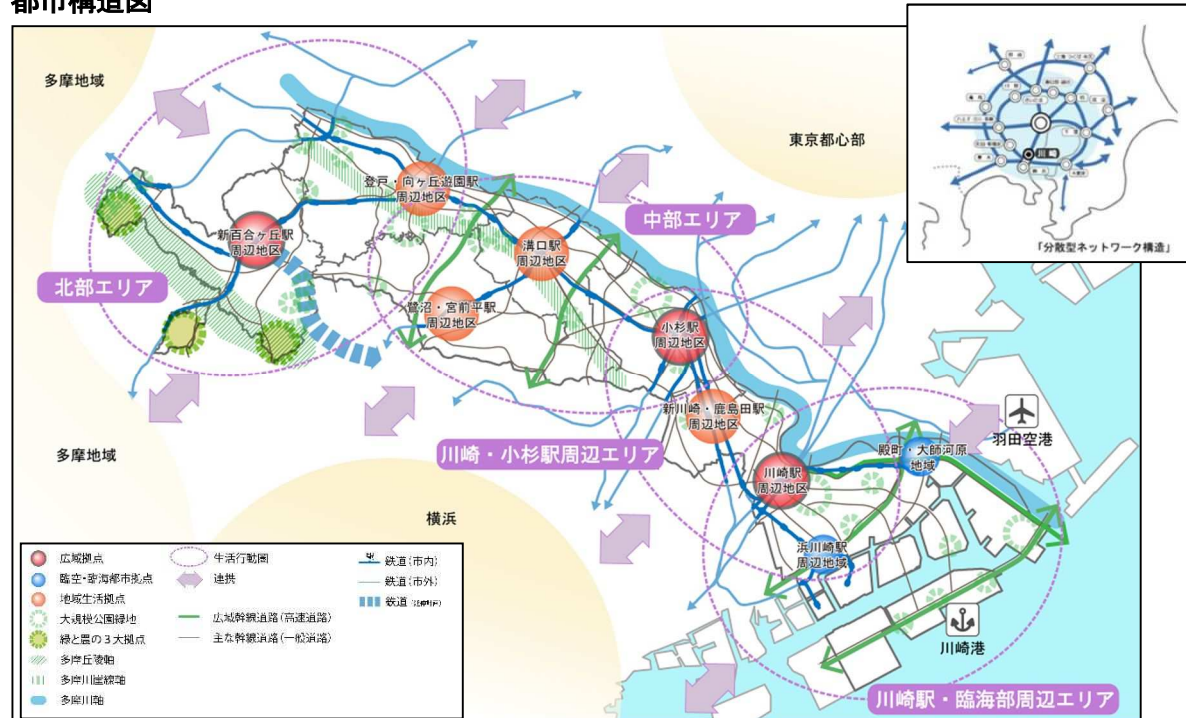 都市構造図
多摩地域
東京都心部
「分散型ネットワーク構造」
川崎
登戸・向ヶ丘遊園駅
周辺地区
中部エリア
新百合ヶ丘駅
周辺地区
溝口駅
周辺地区
北部エリア
鷺沼・宮前平駅
周辺地区
小杉駅
周辺地区
新川崎・鹿島田駅
周辺地区
羽田空港
川崎・小杉駅周辺エリア
殿町・大師河原
地域
多摩地域
川崎駅
周辺地区
横浜
浜川崎駅
周辺地域
川崎港
川崎駅・臨海部周辺エリア
広域拠点
臨空・臨海都市拠点
地域生活拠点
大規模公園緑地
緑と農の3大拠点
多摩丘陵軸
多摩川崖線軸
多摩川軸
生活行動圏
連携
広域幹線道路(高速道路)
主な幹線道路(一般道路)
鉄道(市内)
鉄道(市外)
鉄道